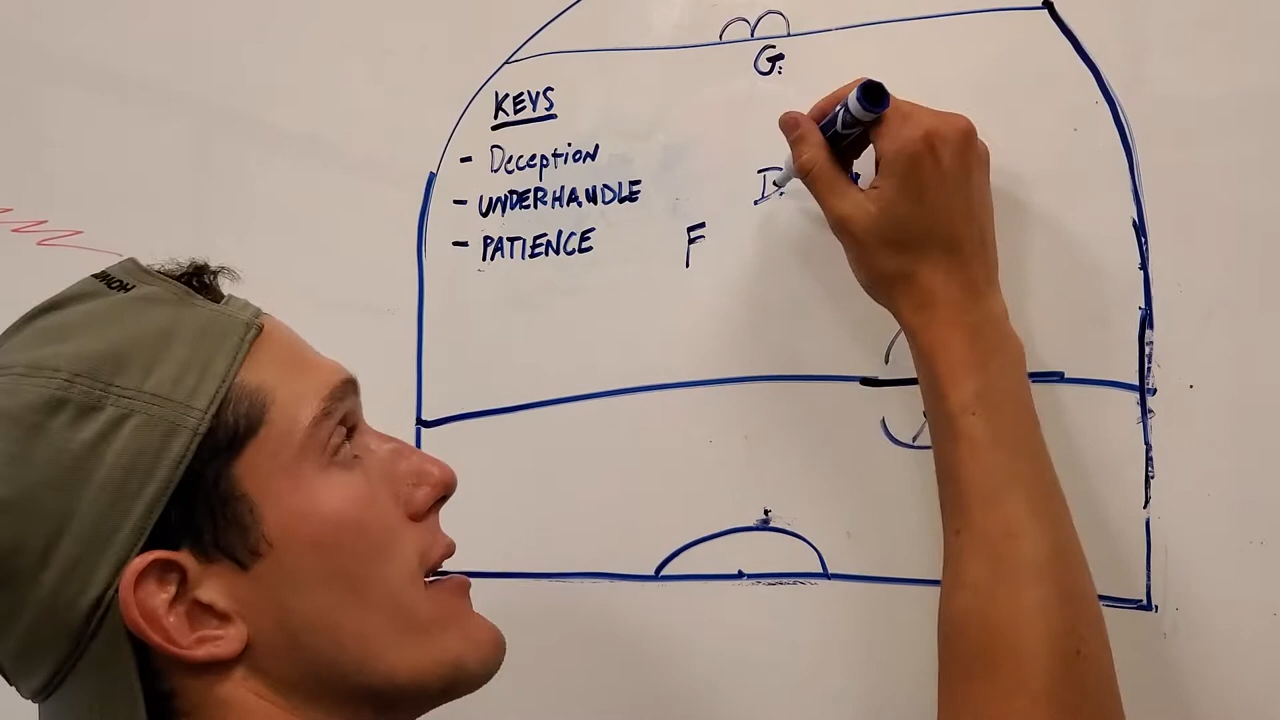 G:
KEYS
- Deception
- UNDERHANDLE
- PATIENCE
D
F